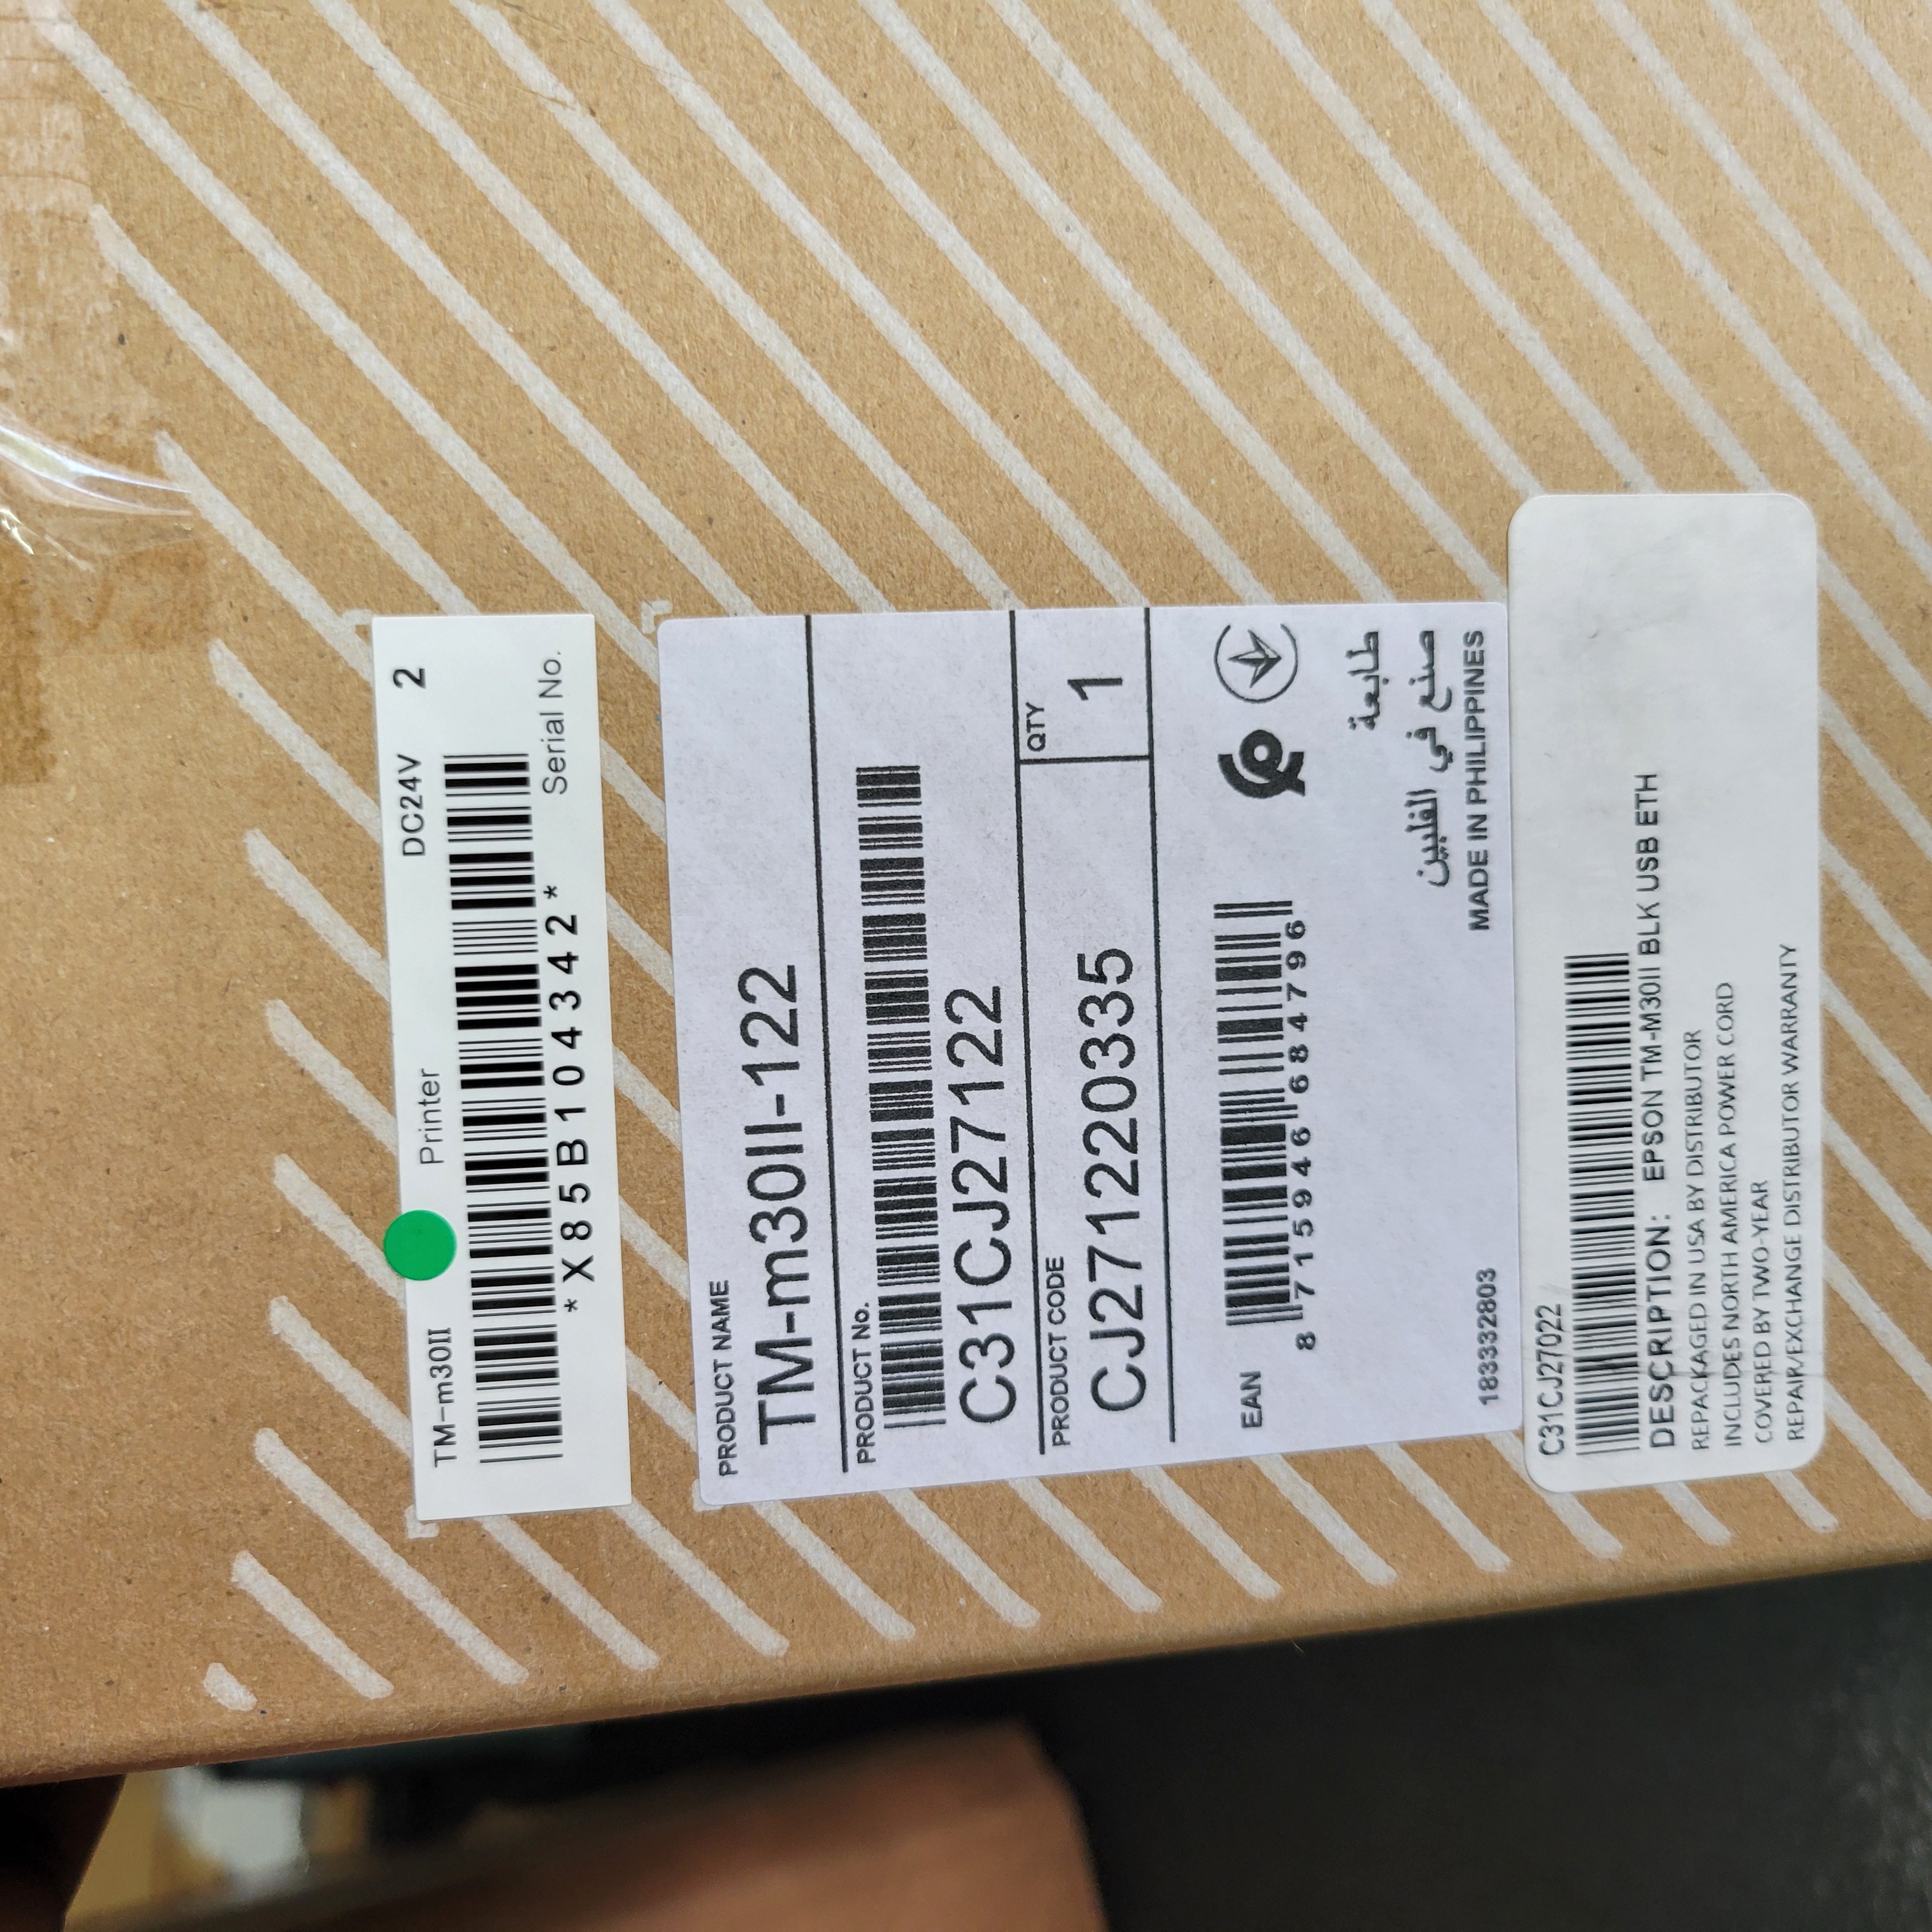 TM-m30II Printer DC24V 2
*X85B104342*
Serial No.
PRODUCT NAME
TM-m30II-122
PRODUCT No.
C31CJ27122
PRODUCT CODE
CJ271220335
QTY
1
EAN
8 715946 684796
طابعة
صنع في الفلبين
183332803
MADE IN PHILIPPINES
C31CJ27022
DESCRIPTION: EPSON TM-M30II BLK USB ETH
REPACKAGED IN USA BY DISTRIBUTOR
INCLUDES NORTH AMERICA POWER CORD
COVERED BY TWO-YEAR
REPAIR/EXCHANGE DISTRIBUTOR WARRANTY